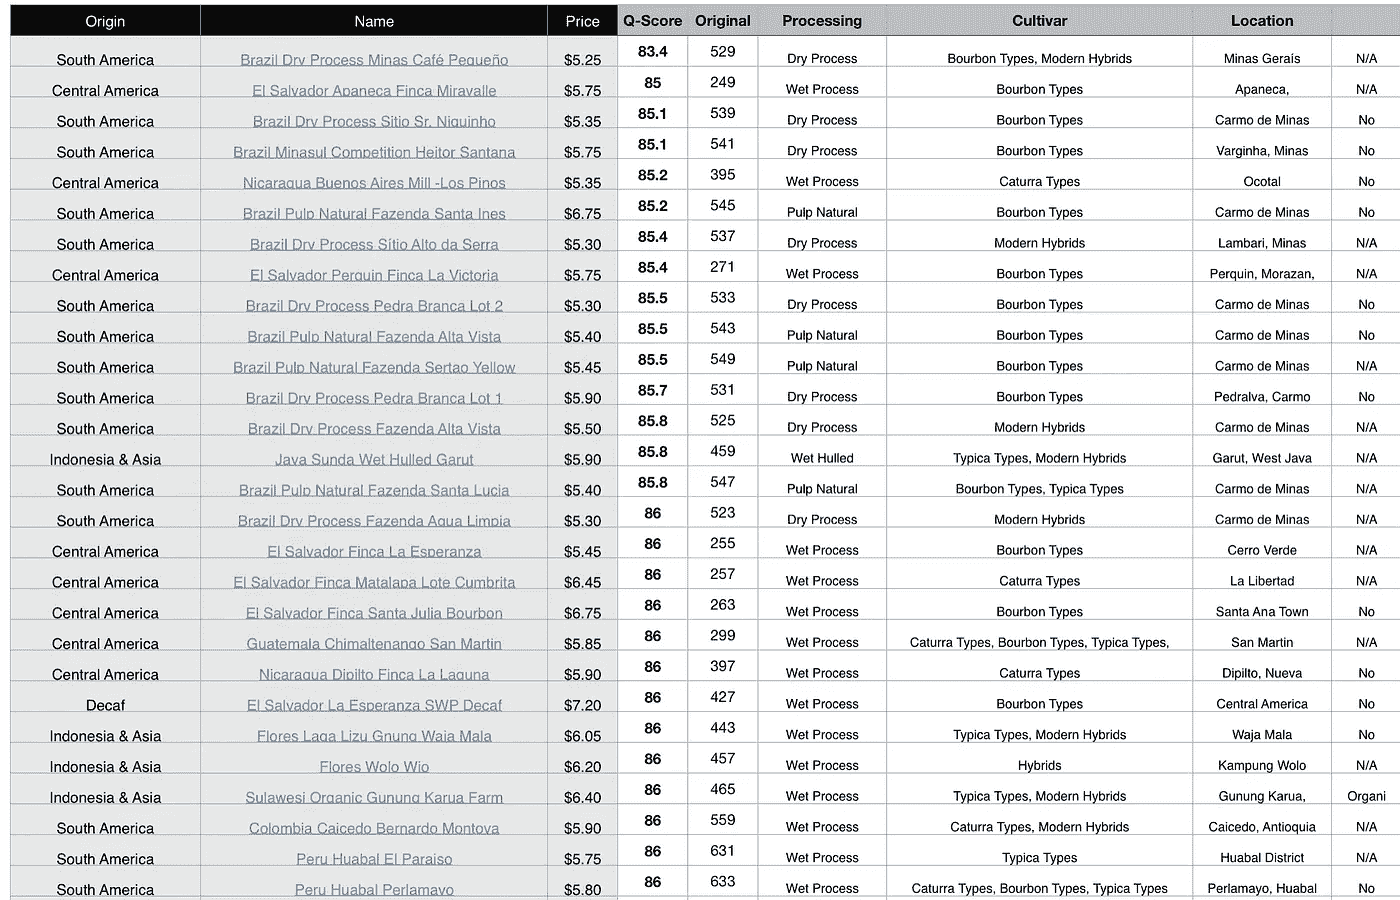 Origin Name Price Q-Score Original Processing Cultivar Location
South America Brazil Dry Process Minas Café Pequeño $5.25 83.4 529 Dry Process Bourbon Types, Modern Hybrids Minas Geraís N/A
Central America El Salvador Apaneca Finca Miravalle $5.75 85 249 Wet Process Bourbon Types Apaneca, N/A
South America Brazil Dry Process Sitio Sr. Niquinho $5.35 85.1 539 Dry Process Bourbon Types Carmo de Minas No
South America Brazil Minasul Competition Heitor Santana $5.75 85.1 541 Dry Process Bourbon Types Varginha, Minas No
Central America Nicaragua Buenos Aires Mill -Los Pinos $5.35 85.2 395 Wet Process Caturra Types Ocotal No
South America Brazil Pulp Natural Fazenda Santa Ines $6.75 85.2 545 Pulp Natural Bourbon Types Carmo de Minas No
South America Brazil Dry Process Sítio Alto da Serra $5.30 85.4 537 Dry Process Modern Hybrids Lambari, Minas N/A
Central America El Salvador Perquin Finca La Victoria $5.75 85.4 271 Wet Process Bourbon Types Perquin, Morazan, N/A
South America Brazil Dry Process Pedra Branca Lot 2 $5.30 85.5 533 Dry Process Bourbon Types Carmo de Minas No
South America Brazil Pulp Natural Fazenda Alta Vista $5.40 85.5 543 Pulp Natural Bourbon Types Carmo de Minas No
South America Brazil Pulp Natural Fazenda Sertao Yellow $5.45 85.5 549 Pulp Natural Bourbon Types Carmo de Minas N/A
South America Brazil Dry Process Pedra Branca Lot 1 $5.90 85.7 531 Dry Process Bourbon Types Pedralva, Carmo No
South America Brazil Dry Process Fazenda Alta Vista $5.50 85.8 525 Dry Process Modern Hybrids Carmo de Minas N/A
Indonesia & Asia Java Sunda Wet Hulled Garut $5.90 85.8 459 Wet Hulled Typica Types, Modern Hybrids Garut, West Java N/A
South America Brazil Pulp Natural Fazenda Santa Lucia $5.40 85.8 547 Pulp Natural Bourbon Types, Typica Types Carmo de Minas N/A
South America Brazil Dry Process Fazenda Agua Limpia $5.30 86 523 Dry Process Modern Hybrids Carmo de Minas N/A
Central America El Salvador Finca La Esperanza $5.45 86 255 Wet Process Bourbon Types Cerro Verde N/A
Central America El Salvador Finca Matalapa Lote Cumbrita $6.45 86 257 Wet Process Caturra Types La Libertad N/A
Central America El Salvador Finca Santa Julia Bourbon $6.75 86 263 Wet Process Bourbon Types Santa Ana Town No
Central America Guatemala Chimaltenango San Martin $5.85 86 299 Wet Process Caturra Types, Bourbon Types, Typica Types, San Martin N/A
Central America Nicaragua Dipilto Finca La Laguna $5.90 86 397 Wet Process Caturra Types Dipilto, Nueva No
Decaf El Salvador La Esperanza SWP Decaf $7.20 86 427 Wet Process Bourbon Types Central America No
Indonesia & Asia Flores Laga Lizu Gnung Waja Mala $6.05 86 443 Wet Process Typica Types, Modern Hybrids Waja Mala No
Indonesia & Asia Flores Wolo Wio $6.20 86 457 Wet Process Hybrids Kampung Wolo N/A
Indonesia & Asia Sulawesi Organic Gunung Karua Farm $6.40 86 465 Wet Process Typica Types, Modern Hybrids Gunung Karua, Organi
South America Colombia Caicedo Bernardo Montoya $5.90 86 559 Wet Process Caturra Types, Modern Hybrids Caicedo, Antioquia N/A
South America Peru Huabal El Paraiso $5.75 86 631 Wet Process Typica Types Huabal District N/A
South America Peru Huabal Perlamayo $5.80 86 633 Wet Process Caturra Types, Bourbon Types, Typica Types Perlamayo, Huabal No